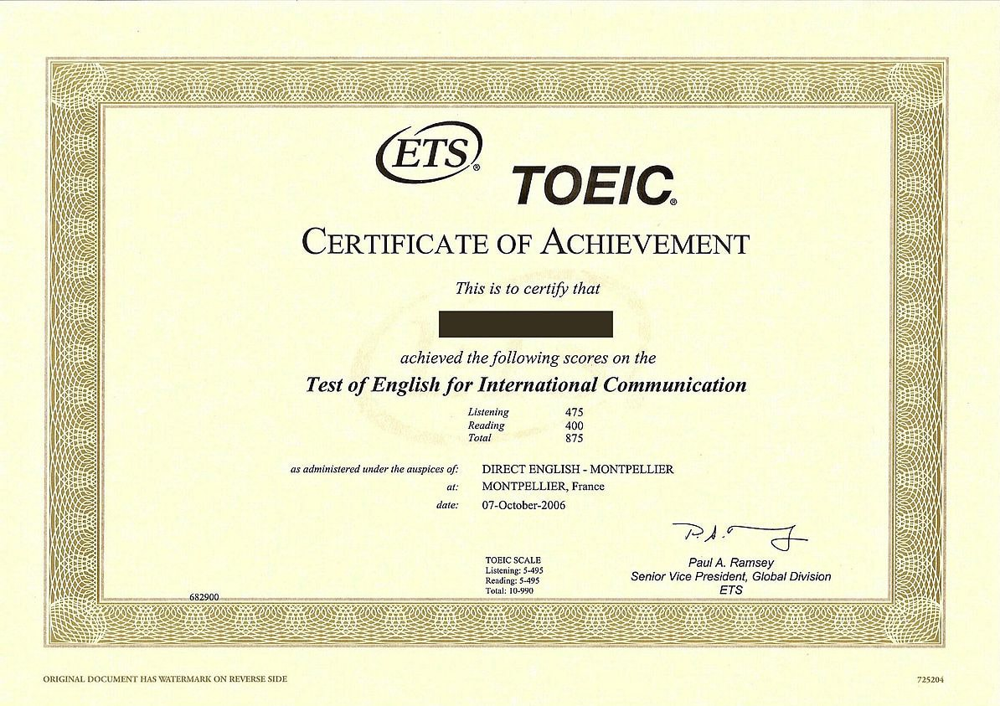 ETS®
TOEIC®
CERTIFICATE OF ACHIEVEMENT
This is to certify that
achieved the following scores on the
Test of English for International Communication
Listening 475
Reading 400
Total 875
as administered under the auspices of: DIRECT ENGLISH - MONTPELLIER
at: MONTPELLIER, France
date: 07-October-2006
P. A.
Paul A. Ramsey
Senior Vice President, Global Division
ETS
TOEIC SCALE
Listening: 5-495
Reading: 5-495
Total: 10-990
682900
ORIGINAL DOCUMENT HAS WATERMARK ON REVERSE SIDE
725204